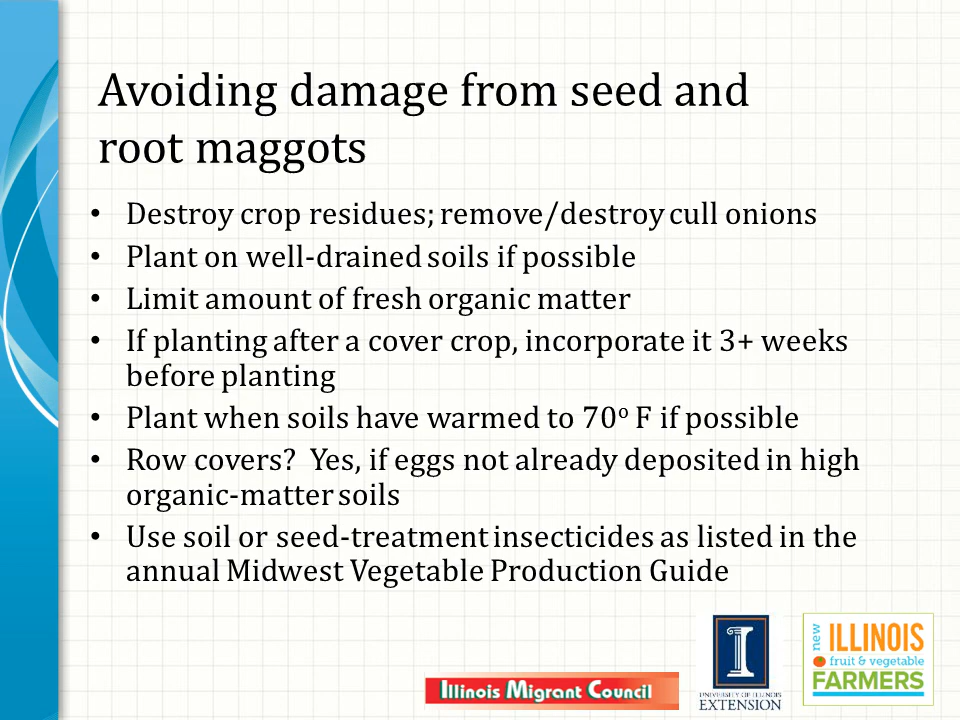 Avoiding damage from seed and
root maggots
• Destroy crop residues; remove/destroy cull onions
• Plant on well-drained soils if possible
• Limit amount of fresh organic matter
• If planting after a cover crop, incorporate it 3+ weeks
before planting
• Plant when soils have warmed to 70º F if possible
• Row covers?  Yes, if eggs not already deposited in high
organic-matter soils
• Use soil or seed-treatment insecticides as listed in the
annual Midwest Vegetable Production Guide
Illinois Migrant Council
I
UNIVERSITY OF ILLINOIS
EXTENSION
new
ILLINOIS
fruit & vegetable
FARMERS